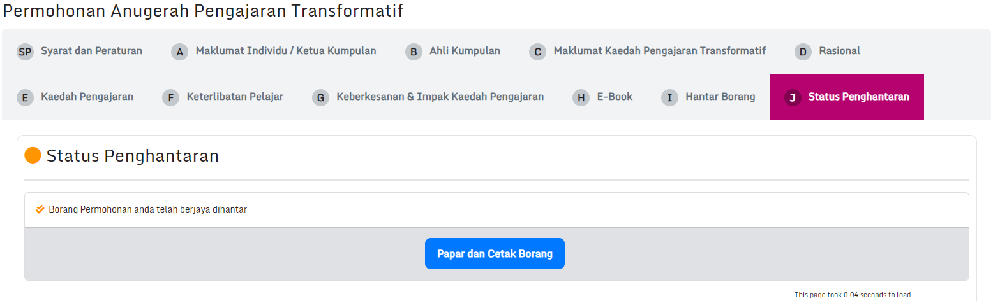 Permohonan Anugerah Pengajaran Transformatif
SP Syarat dan Peraturan A Maklumat Individu / Ketua Kumpulan B Ahli Kumpulan C Maklumat Kaedah Pengajaran Transformatif D Rasional
E Kaedah Pengajaran F Keterlibatan Pelajar G Keberkesanan & Impak Kaedah Pengajaran H E-Book I Hantar Borang J Status Penghantaran
Status Penghantaran
Borang Permohonan anda telah berjaya dihantar
Papar dan Cetak Borang
This page took 0.04 seconds to load.